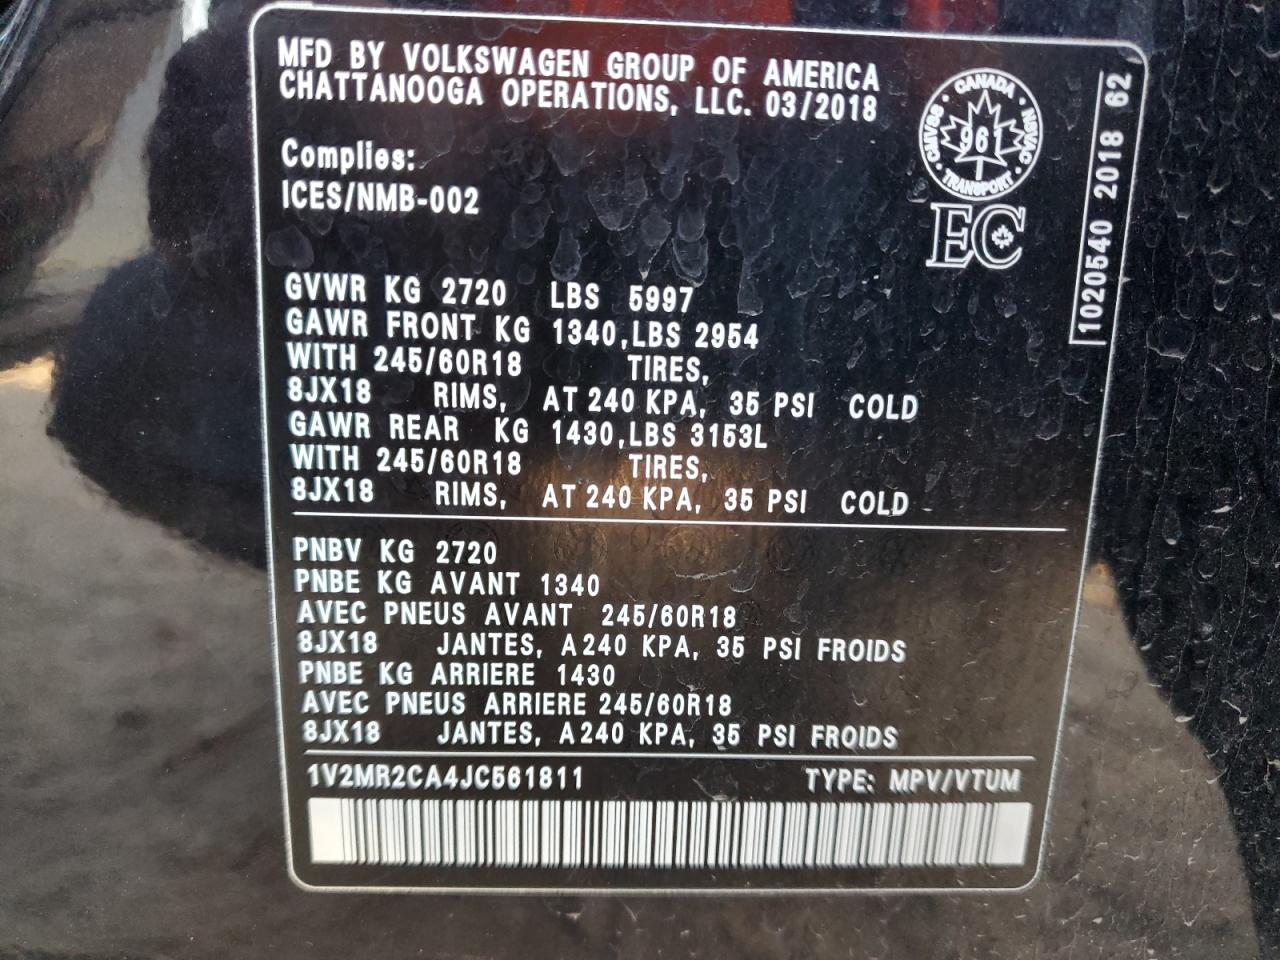 MFD BY VOLKSWAGEN GROUP OF AMERICA
CHATTANOOGA OPERATIONS, LLC. 03/2018
CANADA
CMVSS • NSVAC
961
TRANSPORT
EC
1020540 2018 62
Complies:
ICES/NMB-002
GVWR KG 2720 LBS 5997
GAWR FRONT KG 1340,LBS 2954
WITH 245/60R18 TIRES,
8JX18 RIMS, AT 240 KPA, 35 PSI COLD
GAWR REAR KG 1430,LBS 3153L
WITH 245/60R18 TIRES,
8JX18 RIMS, AT 240 KPA, 35 PSI COLD
PNBV KG 2720
PNBE KG AVANT 1340
AVEC PNEUS AVANT 245/60R18
8JX18 JANTES, A 240 KPA, 35 PSI FROIDS
PNBE KG ARRIERE 1430
AVEC PNEUS ARRIERE 245/60R18
8JX18 JANTES, A 240 KPA, 35 PSI FROIDS
1V2MR2CA4JC561811 TYPE: MPV/VTUM